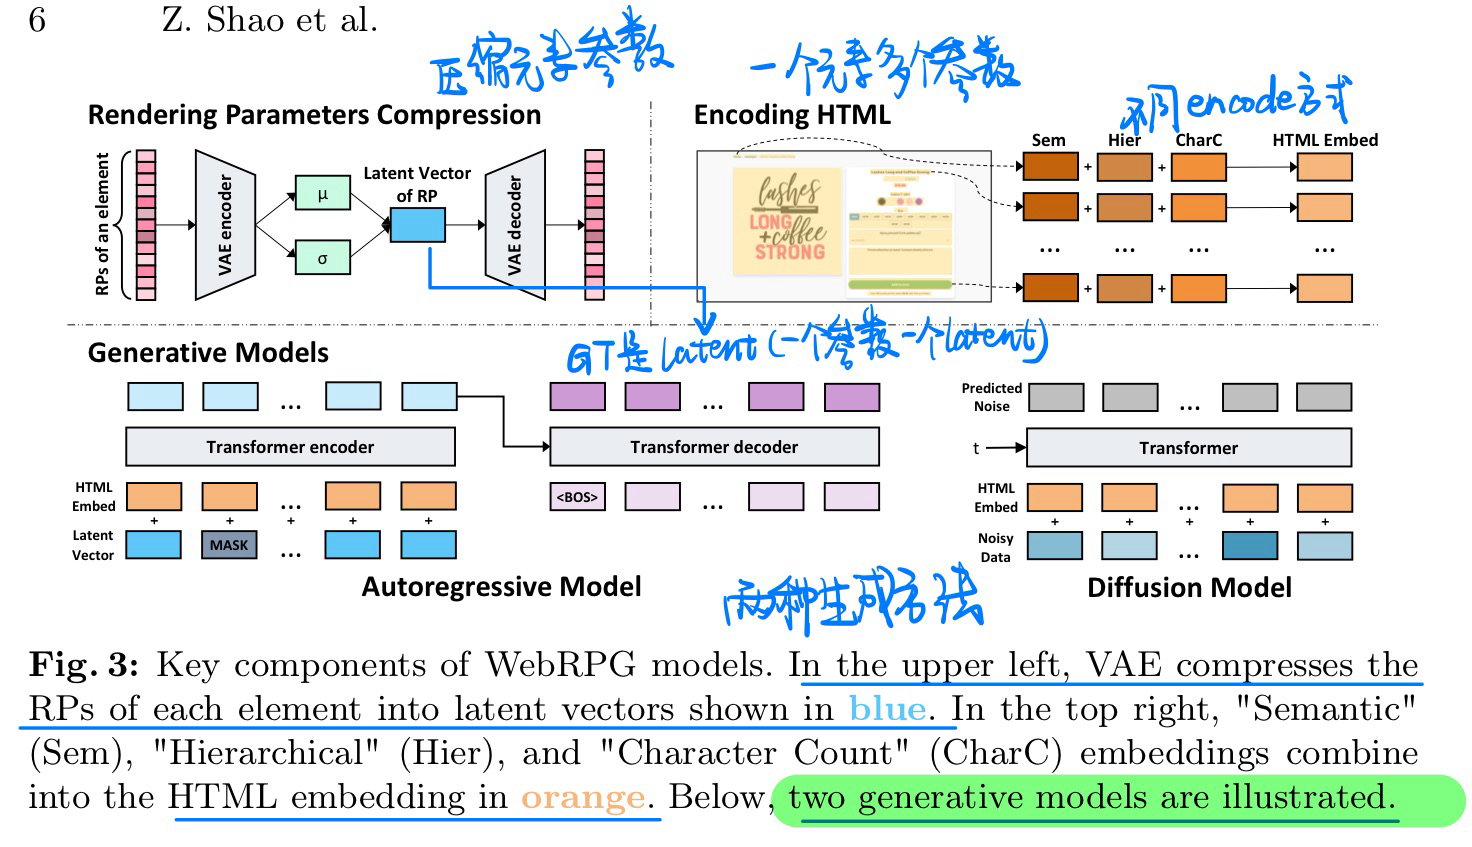 6 Z. Shao et al.
压缩元素参数
一个元素多个参数
不同encode方式
Rendering Parameters Compression
RPs of an element
VAE encoder
μ
σ
Latent Vector
of RP
VAE decoder
Encoding HTML
lashes
LONG
+coffee
STRONG
Sem Hier CharC HTML Embed
+ +
+ +
... ... ... ...
+ +
GT是latent(一个参数一个latent)
Generative Models
...
Transformer encoder
HTML
Embed
...
+ + + + +
Latent
Vector
MASK ...
...
Transformer decoder
<BOS> ...
Autoregressive Model
Predicted
Noise
...
t
Transformer
HTML
Embed
...
+ + + + +
Noisy
Data
...
Diffusion Model
两种生成方法
Fig. 3: Key components of WebRPG models. In the upper left, VAE compresses the
RPs of each element into latent vectors shown in blue. In the top right, "Semantic"
(Sem), "Hierarchical" (Hier), and "Character Count" (CharC) embeddings combine
into the HTML embedding in orange. Below, two generative models are illustrated.